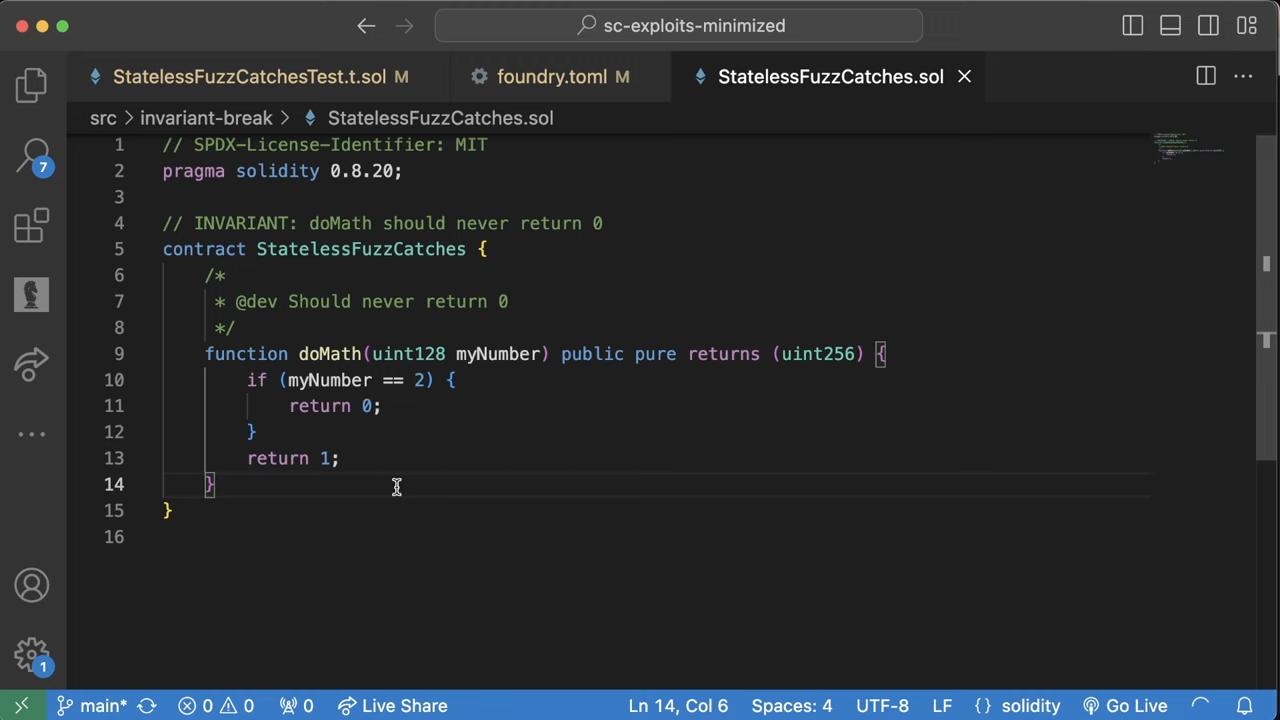 sc-exploits-minimized
StatelessFuzzCatchesTest.t.sol M
foundry.toml M
StatelessFuzzCatches.sol
src > invariant-break > StatelessFuzzCatches.sol
1 // SPDX-License-Identifier: MIT
2 pragma solidity 0.8.20;
3
4 // INVARIANT: doMath should never return 0
5 contract StatelessFuzzCatches {
6 /*
7 * @dev Should never return 0
8 */
9 function doMath(uint128 myNumber) public pure returns (uint256) {
10 if (myNumber == 2) {
11 return 0;
12 }
13 return 1;
14 }
15 }
16
7
1
main* 0 0 0 Live Share Ln 14, Col 6 Spaces: 4 UTF-8 LF {} solidity Go Live